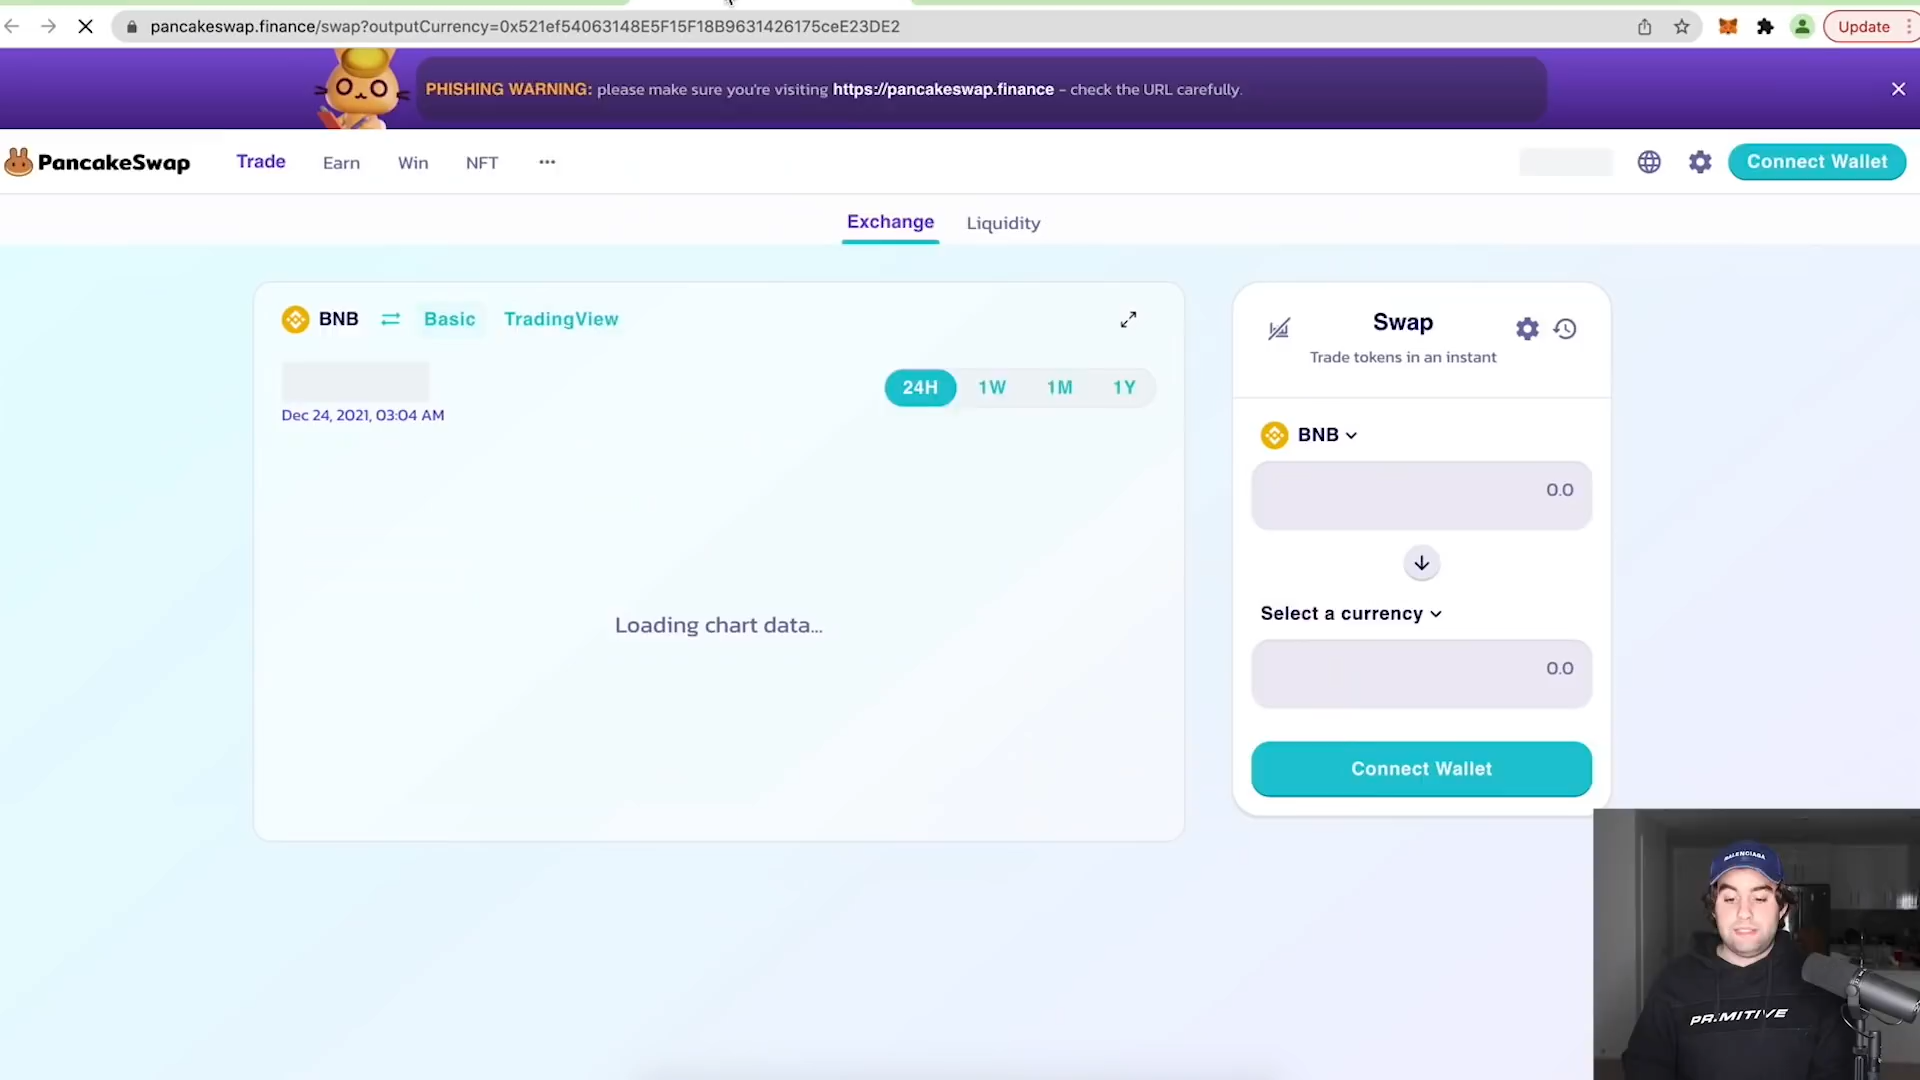 pancakeswap.finance/swap?outputCurrency=0x521ef54063148E5F15F18B9631426175ceE23DE2
Update
PHISHING WARNING: please make sure you're visiting https://pancakeswap.finance - check the URL carefully.
PancakeSwap
Trade
Earn
Win
NFT
Connect Wallet
Exchange
Liquidity
BNB
Basic
TradingView
24H
1W
1M
1Y
Dec 24, 2021, 03:04 AM
Loading chart data...
Swap
Trade tokens in an instant
BNB
0.0
Select a currency
0.0
Connect Wallet
BALENCIAGA
PR.MITIVE